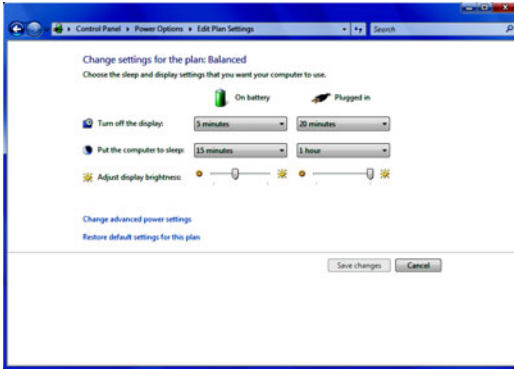 Control Panel Power Options Edit Plan Settings Search
Change settings for the plan: Balanced
Choose the sleep and display settings that you want your computer to use.
On battery Plugged in
Turn off the display: 5 minutes 20 minutes
Put the computer to sleep: 15 minutes 1 hour
Adjust display brightness:
Change advanced power settings
Restore default settings for this plan
Save changes Cancel